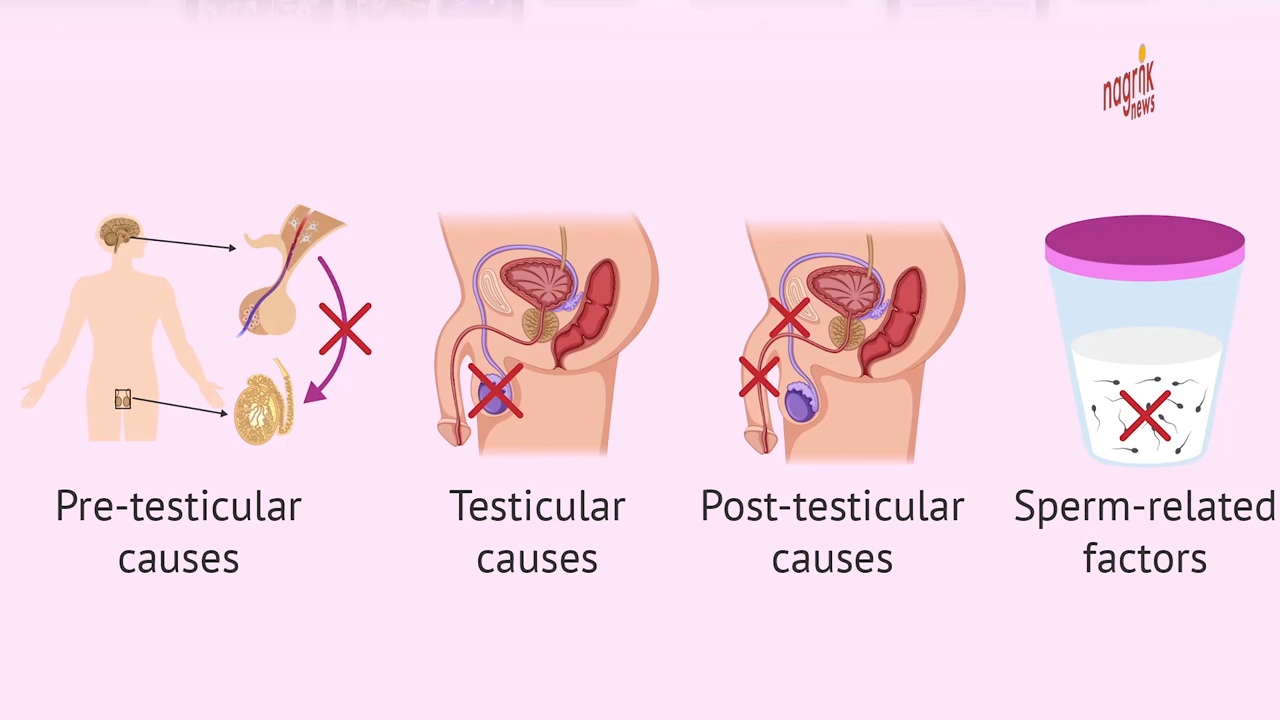 nagrik
news
Pre-testicular
causes
Testicular
causes
Post-testicular
causes
Sperm-related
factors